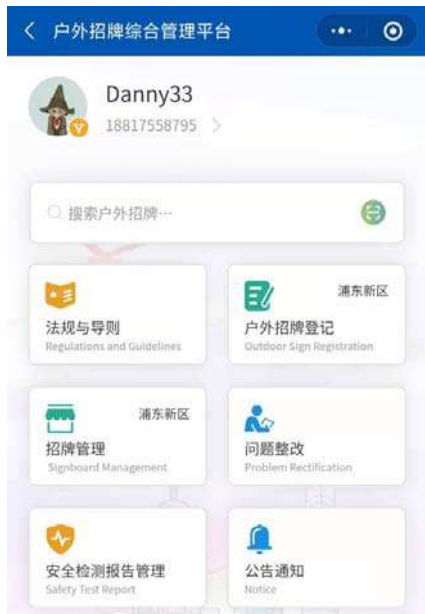 户外招牌综合管理平台
Danny33
18817558795
搜索户外招牌…
法规与导则
Regulations and Guidelines
浦东新区
户外招牌登记
Outdoor Sign Registration
浦东新区
招牌管理
Signboard Management
问题整改
Problem Rectification
安全检测报告管理
Safety Test Report
公告通知
Notice